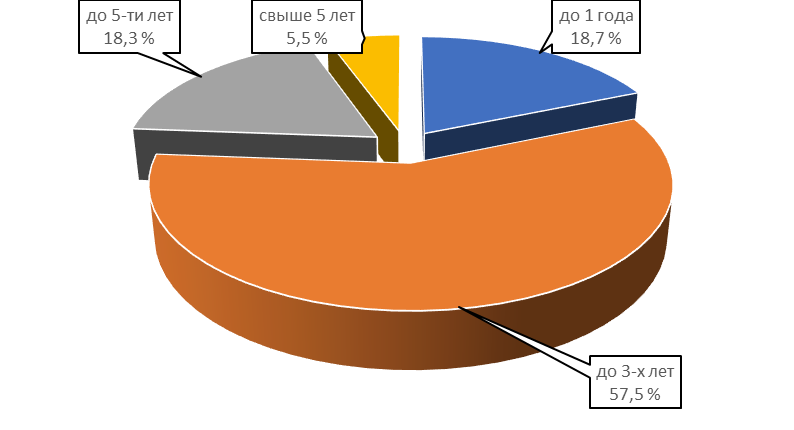 до 5-ти лет
18,3 %
свыше 5 лет
5,5 %
до 1 года
18,7 %
до 3-х лет
57,5 %